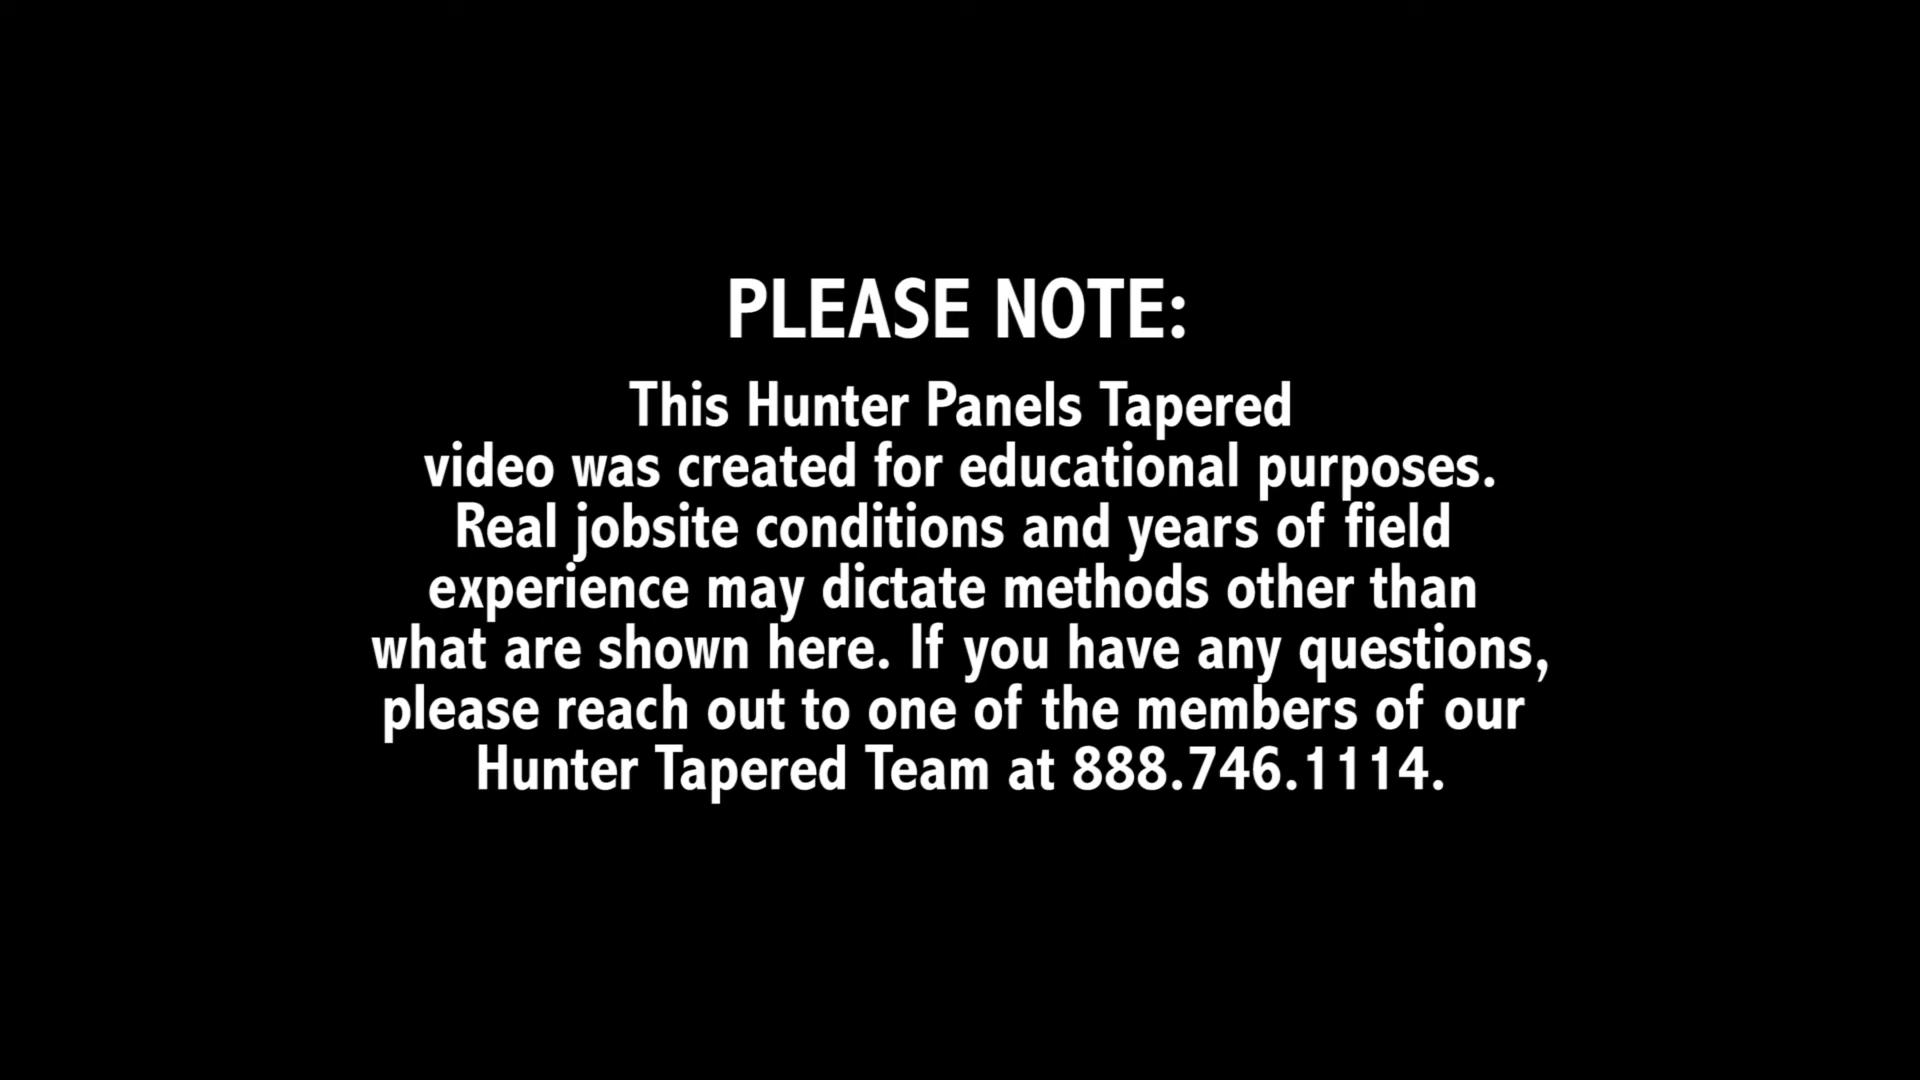 PLEASE NOTE:
This Hunter Panels Tapered
video was created for educational purposes.
Real jobsite conditions and years of field
experience may dictate methods other than
what are shown here. If you have any questions,
please reach out to one of the members of our
Hunter Tapered Team at 888.746.1114.